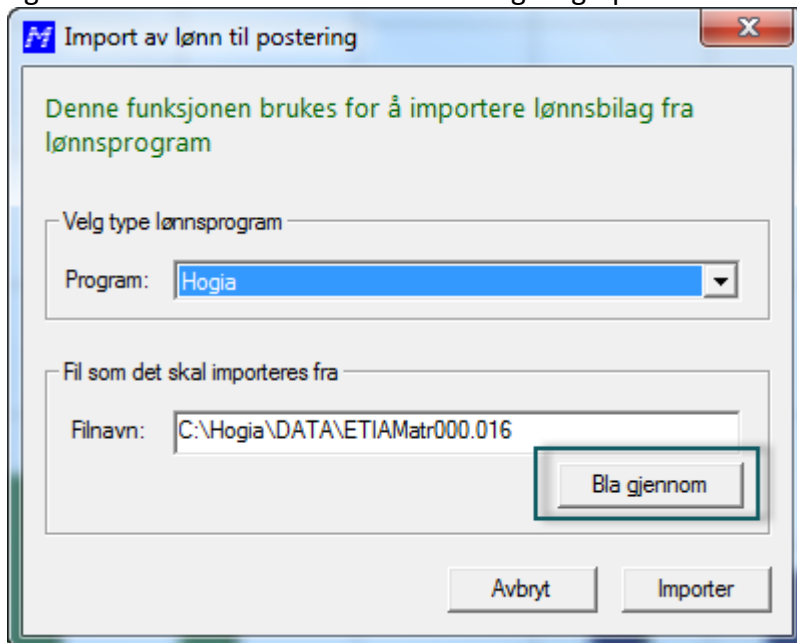 Import av lønn til postering
Denne funksjonen brukes for å importere lønnsbilag fra
lønnsprogram
Velg type lønnsprogram
Program: Hogia
Fil som det skal importeres fra
Filnavn: C:\Hogia\DATA\ETIAMatr000.016
Bla gjennom
Avbryt Importer